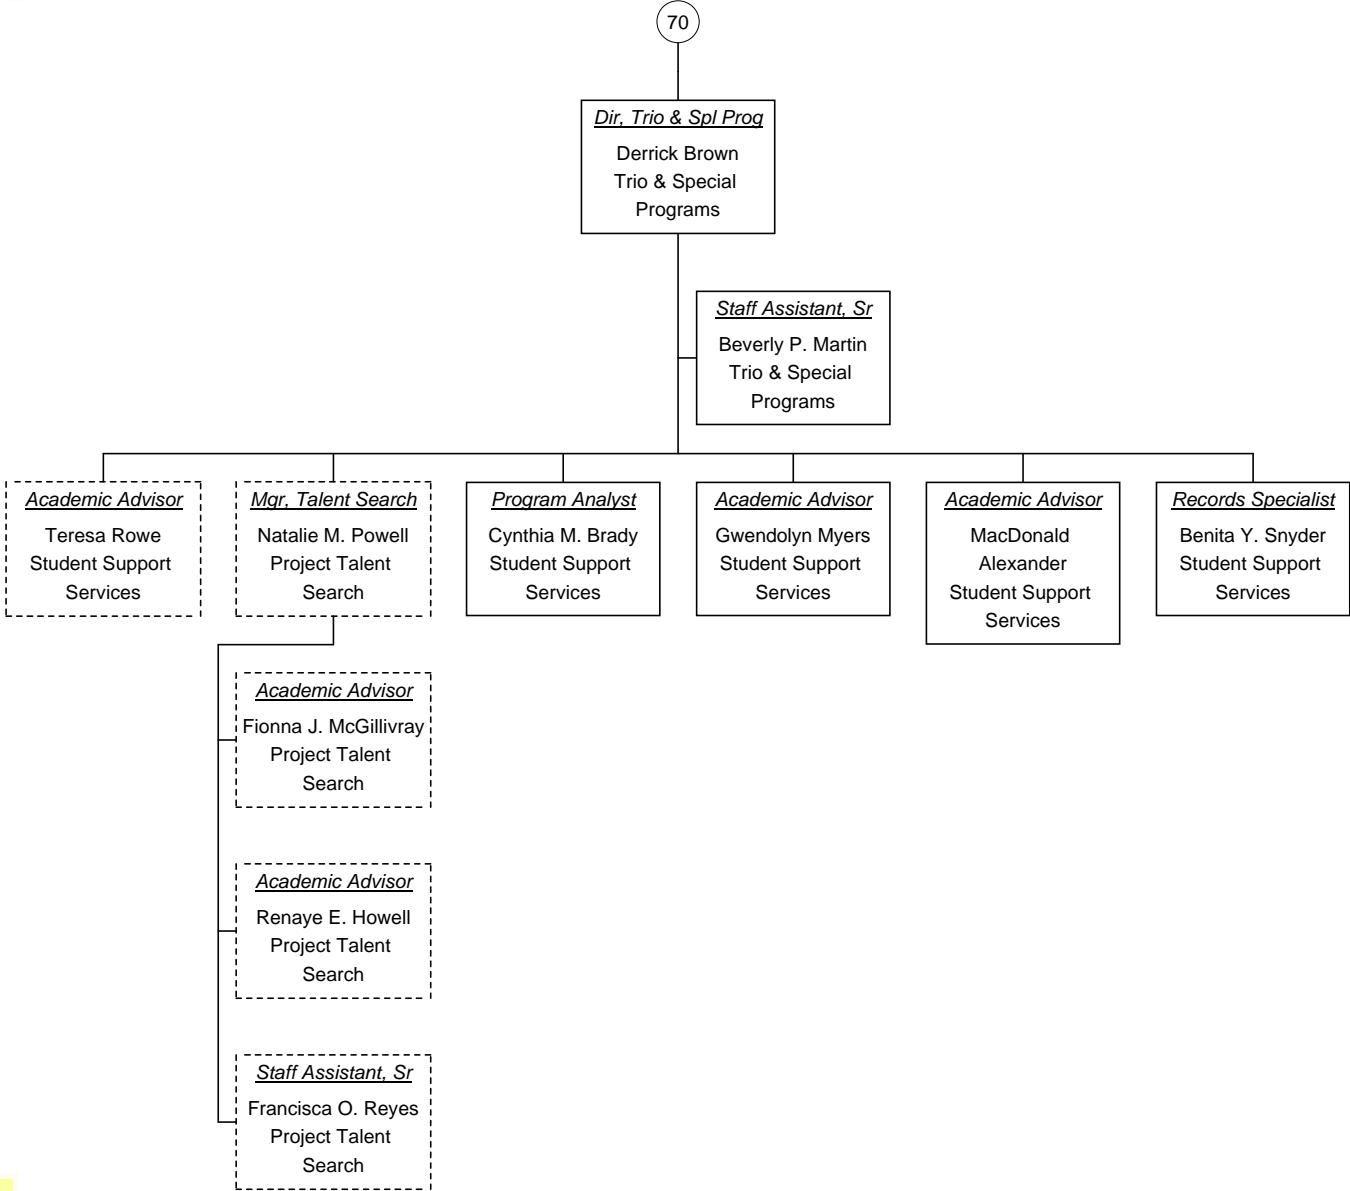 70
Dir, Trio & Spl Prog
Derrick Brown
Trio & Special
Programs
Staff Assistant, Sr
Beverly P. Martin
Trio & Special
Programs
Academic Advisor
Teresa Rowe
Student Support
Services
Mgr, Talent Search
Natalie M. Powell
Project Talent
Search
Program Analyst
Cynthia M. Brady
Student Support
Services
Academic Advisor
Gwendolyn Myers
Student Support
Services
Academic Advisor
MacDonald
Alexander
Student Support
Services
Records Specialist
Benita Y. Snyder
Student Support
Services
Academic Advisor
Fionna J. McGillivray
Project Talent
Search
Academic Advisor
Renaye E. Howell
Project Talent
Search
Staff Assistant, Sr
Francisca O. Reyes
Project Talent
Search